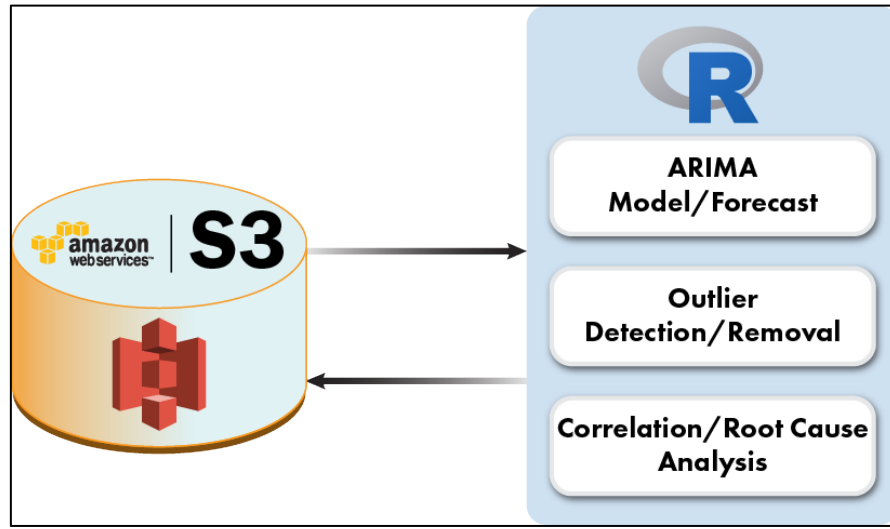 R
ARIMA
Model/Forecast
amazon
webservices™
S3
Outlier
Detection/Removal
Correlation/Root Cause
Analysis